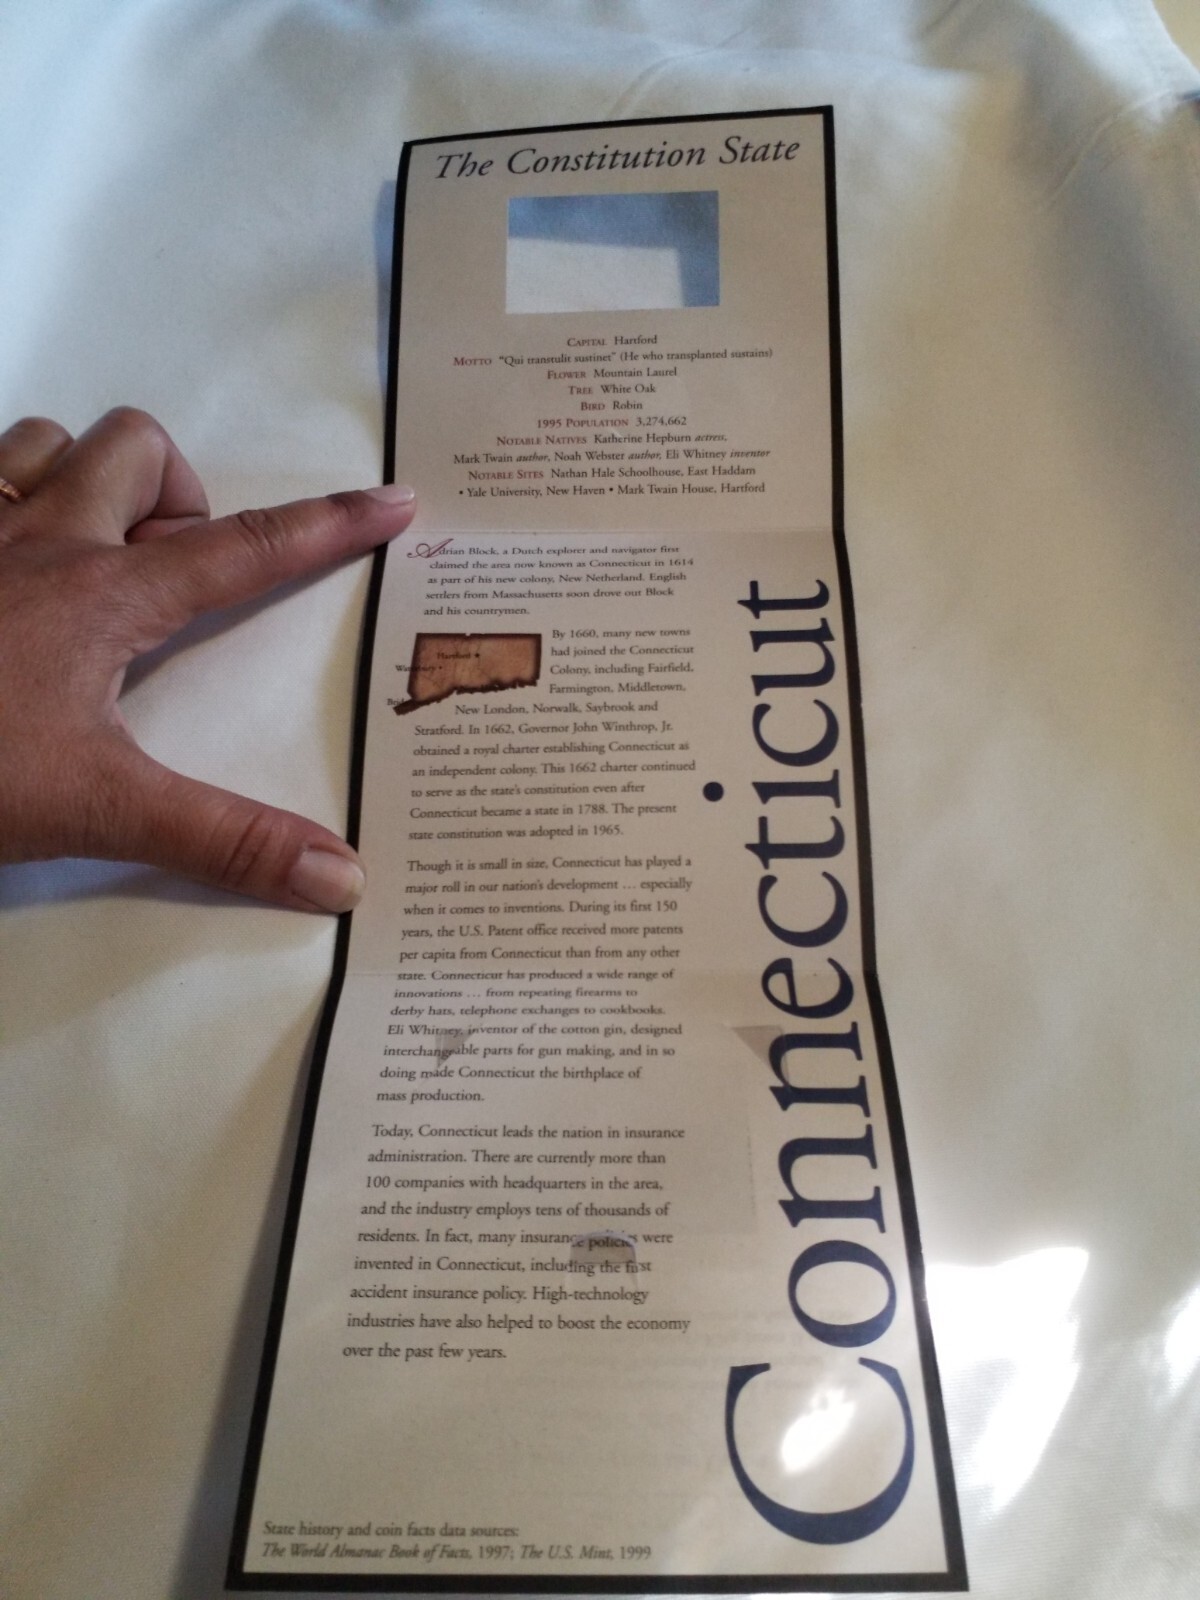 The Constitution State
CAPITAL Hartford
MOTTO "Qui transtulit sustinet" (He who transplanted sustains)
FLOWER Mountain Laurel
TREE White Oak
BIRD Robin
1995 POPULATION 3,274,662
NOTABLE NATIVES Katherine Hepburn actress,
Mark Twain author, Noah Webster author, Eli Whitney inventor
NOTABLE SITES Nathan Hale Schoolhouse, East Haddam
• Yale University, New Haven • Mark Twain House, Hartford
Adrian Block, a Dutch explorer and navigator first
claimed the area now known as Connecticut in 1614
as part of his new colony, New Netherland. English
settlers from Massachusetts soon drove out Block
and his countrymen.
Hartford
By 1660, many new towns
had joined the Connecticut
Colony, including Fairfield,
Farmington, Middletown,
New London, Norwalk, Saybrook and
Stratford. In 1662, Governor John Winthrop, Jr.
obtained a royal charter establishing Connecticut as
an independent colony. This 1662 charter continued
to serve as the state's constitution even after
Connecticut became a state in 1788. The present
state constitution was adopted in 1965.
Though it is small in size, Connecticut has played a
major roll in our nation's development ... especially
when it comes to inventions. During its first 150
years, the U.S. Patent office received more patents
per capita from Connecticut than from any other
state. Connecticut has produced a wide range of
innovations ... from repeating firearms to
derby hats, telephone exchanges to cookbooks.
Eli Whitney, inventor of the cotton gin, designed
interchangeable parts for gun making, and in so
doing made Connecticut the birthplace of
mass production.
Today, Connecticut leads the nation in insurance
administration. There are currently more than
100 companies with headquarters in the area,
and the industry employs tens of thousands of
residents. In fact, many insurance policies were
invented in Connecticut, including the first
accident insurance policy. High-technology
industries have also helped to boost the economy
over the past few years.
Connecticut
State history and coin facts data sources:
The World Almanac Book of Facts, 1997; The U.S. Mint, 1999